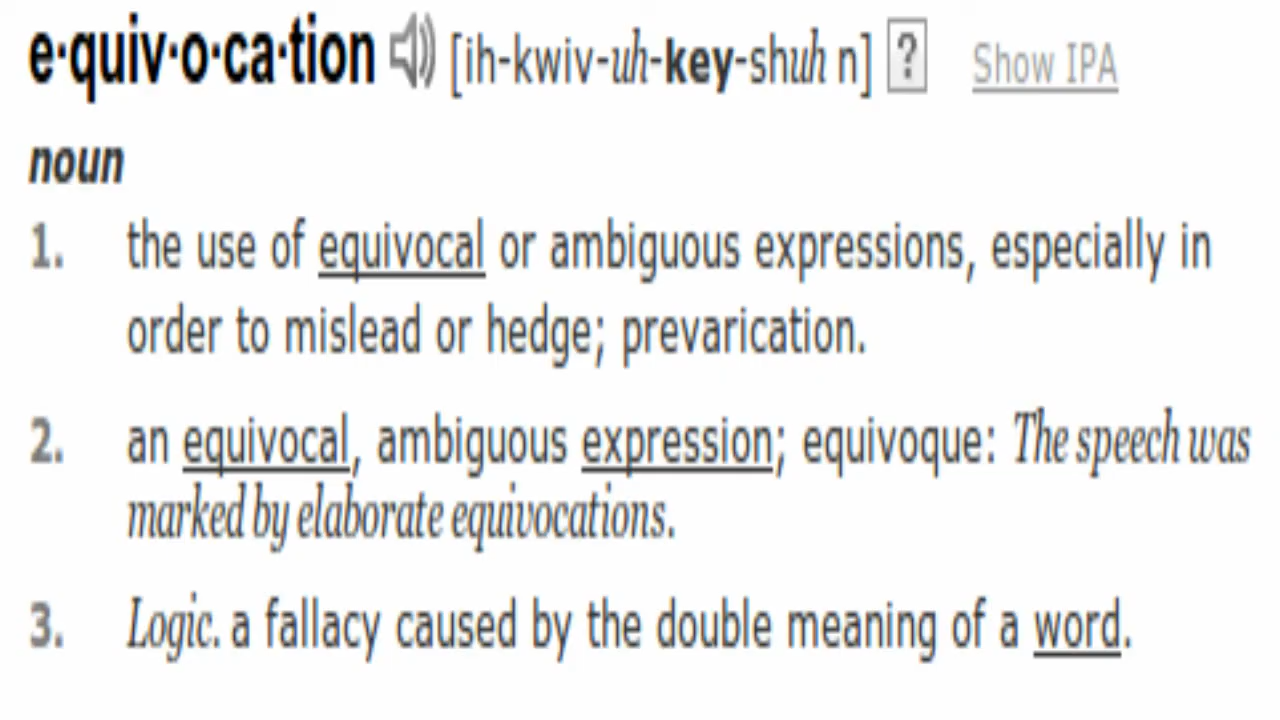 e·quiv·o·ca·tion [ih-kwiv-uh-key-shuh n] ? Show IPA
noun
1. the use of equivocal or ambiguous expressions, especially in
order to mislead or hedge; prevarication.
2. an equivocal, ambiguous expression; equivoque: The speech was
marked by elaborate equivocations.
3. Logic. a fallacy caused by the double meaning of a word.